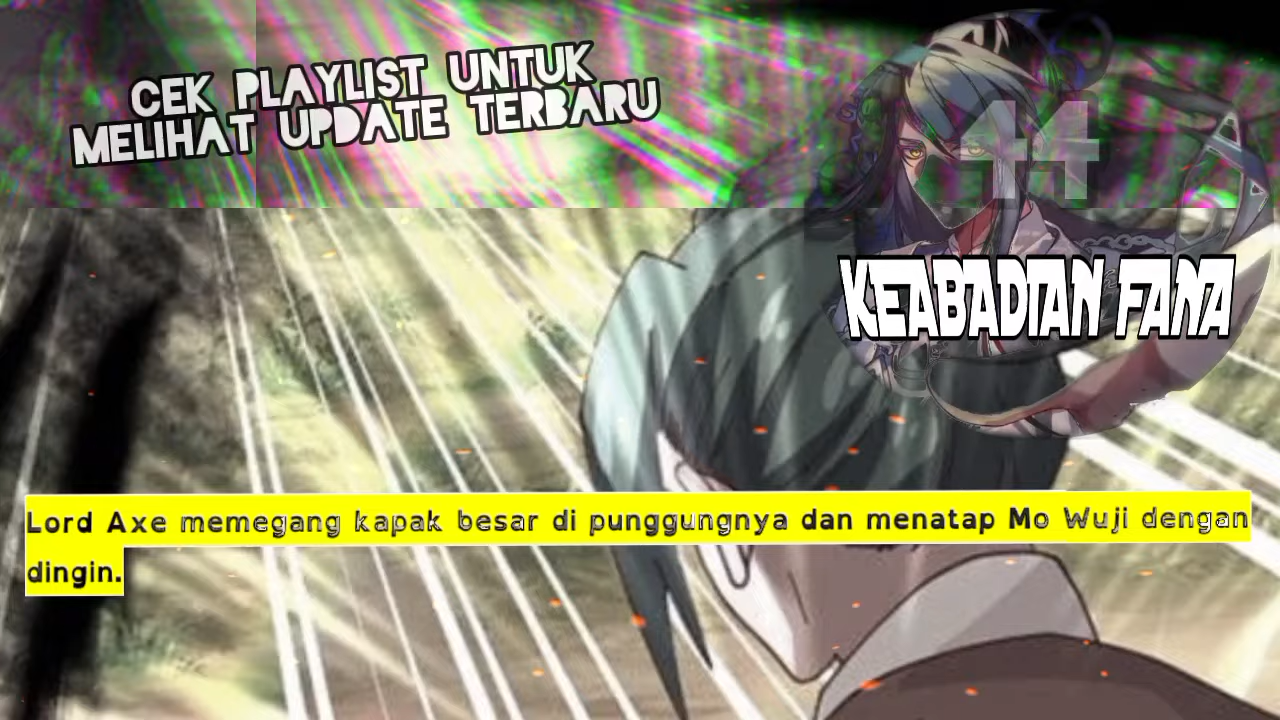 CEK PLAYLIST UNTUK
MELIHAT UPDATE TERBARU
44
KEABADIAN FANA
Lord Axe memegang kapak besar di punggungnya dan menatap Mo Wuji dengan
dingin.